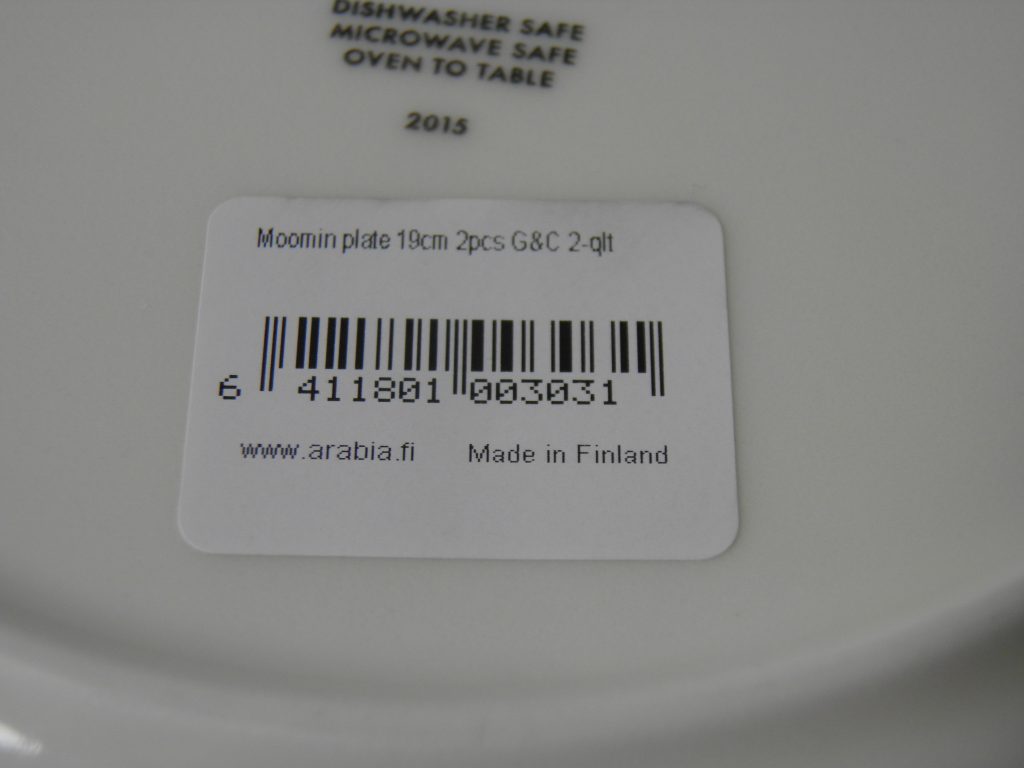 DISHWASHER SAFE
MICROWAVE SAFE
OVEN TO TABLE
2015
Moomin plate 19cm 2pcs G&C 2-qlt
6 411801 003031
www.arabia.fi Made in Finland